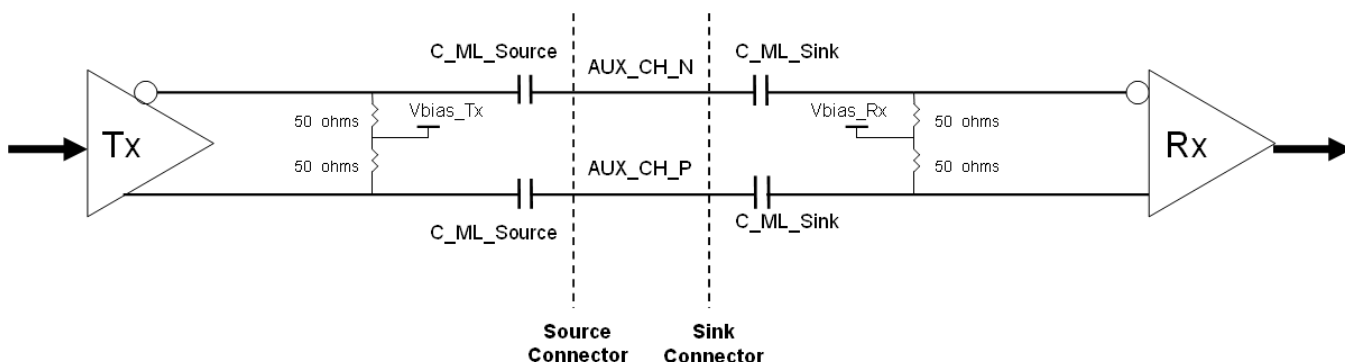 C_ML_Source
C_ML_Sink
AUX_CH_N
Tx
50 ohms
Vbias_Tx
Vbias_Rx
50 ohms
Rx
50 ohms
50 ohms
AUX_CH_P
C_ML_Source
C_ML_Sink
Source
Connector
Sink
Connector